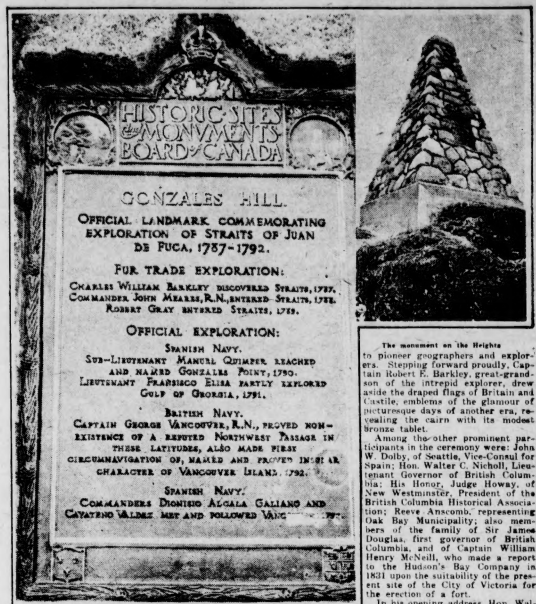 HISTORIC SITES
and MONVMENTS
BOARD of CANADA
GONZALES HILL.
OFFICIAL LANDMARK COMMEMORATING
EXPLORATION OF STRAITS OF JUAN
DE FUCA, 1787-1792.
FUR TRADE EXPLORATION:
CHARLES WILLIAM BARKLEY DISCOVERED STRAITS, 1787.
COMMANDER JOHN MEARES, R.N., ENTERED STRAITS, 1788.
ROBERT GRAY ENTERED STRAITS, 1789.
OFFICIAL EXPLORATION:
SPANISH NAVY.
SUB-LIEUTENANT MANUEL QUIMPER REACHED
AND NAMED GONZALES POINT, 1790.
LIEUTENANT FRANSISCO ELISA PARTLY EXPLORED
GULF OF GEORGIA, 1791.
BRITISH NAVY.
CAPTAIN GEORGE VANCOUVER, R.N., PROVED NON-
EXISTENCE OF A REPUTED NORTHWEST PASSAGE IN
THESE LATITUDES, ALSO MADE FIRST
CIRCUMNAVIGATION OF, NAMED AND PROVED INSULAR
CHARACTER OF VANCOUVER ISLAND, 1792.
SPANISH NAVY.
COMMANDERS DIONISIO ALCALA GALIANO AND
CAYATENO VALDEZ MET AND FOLLOWED
The monument on the Heights
to pioneer geographers and explor-
ers. Stepping forward proudly, Cap-
tain Robert E. Barkley, great-grand-
son of the intrepid explorer, drew
aside the draped flags of Britain and
Castile, emblems of the glamour of
picturesque days of another era, re-
vealing the cairn with its modest
bronze tablet.
Among the other prominent par-
ticipants in the ceremony were: John
W. Dolby, of Seattle, Vice-Consul for
Spain; Hon. Walter C. Nicholl, Lieu-
tenant Governor of British Colum-
bia; His Honor, Judge Howay, of
New Westminster, President of the
British Columbia Historical Associa-
tion; Reeve Anscomb, representing
Oak Bay Municipality; also mem-
bers of the family of Sir James
Douglas, first governor of British
Columbia, and of Captain William
Henry McNeill, who made a report
to the Hudson's Bay Company in
1831 upon the suitability of the pres-
ent site of the City of Victoria for
the erection of a fort.
In his opening address, Hon. Wal-